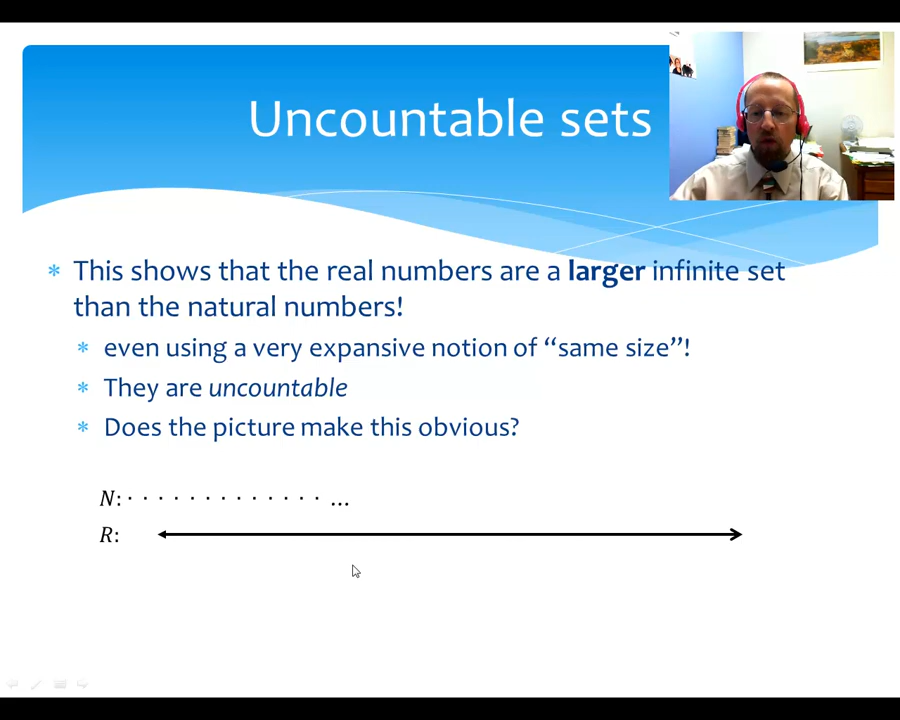 Uncountable sets
* This shows that the real numbers are a larger infinite set
than the natural numbers!
* even using a very expansive notion of “same size”!
* They are uncountable
* Does the picture make this obvious?
N: · · · · · · · · · · · · · ...
R: